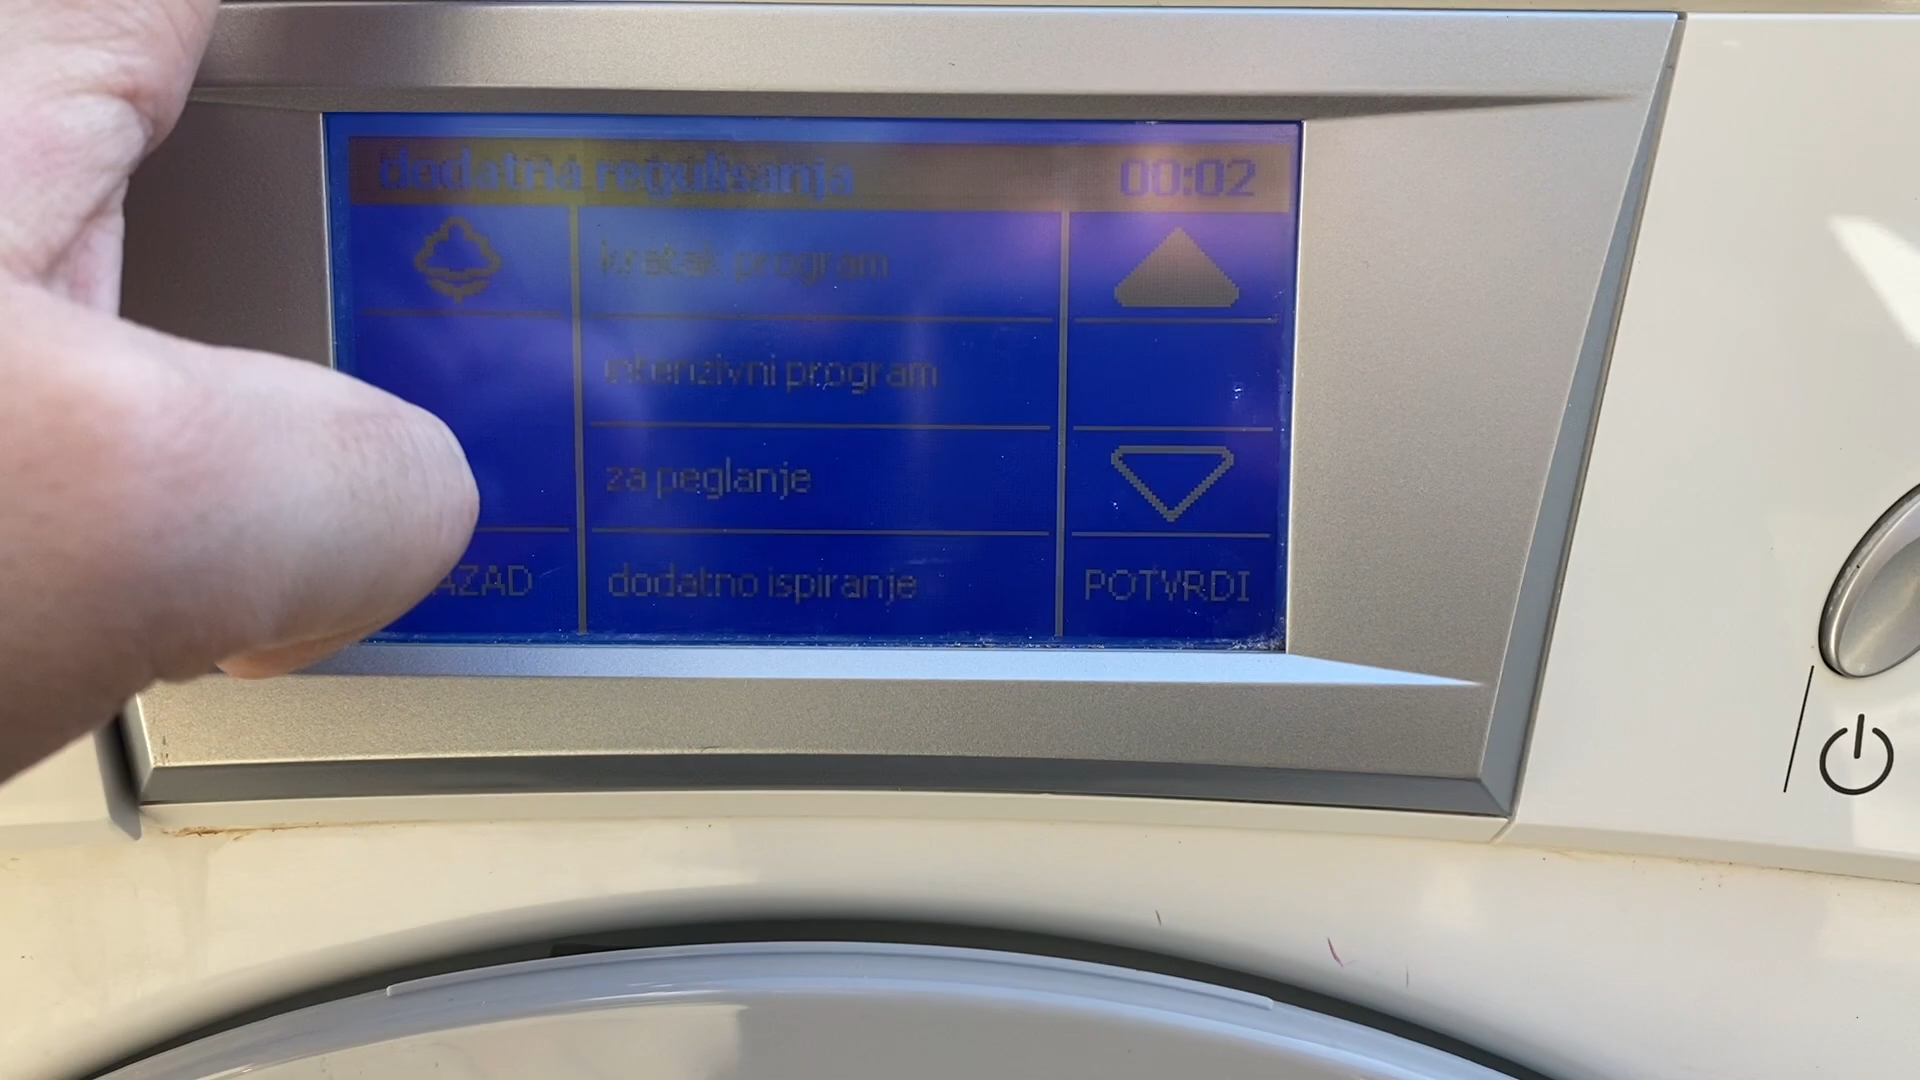 dodatna regulisanja 00:02
kratak program
intenzivni program
za peglanje
AZAD dodatno ispiranje POTVRDI